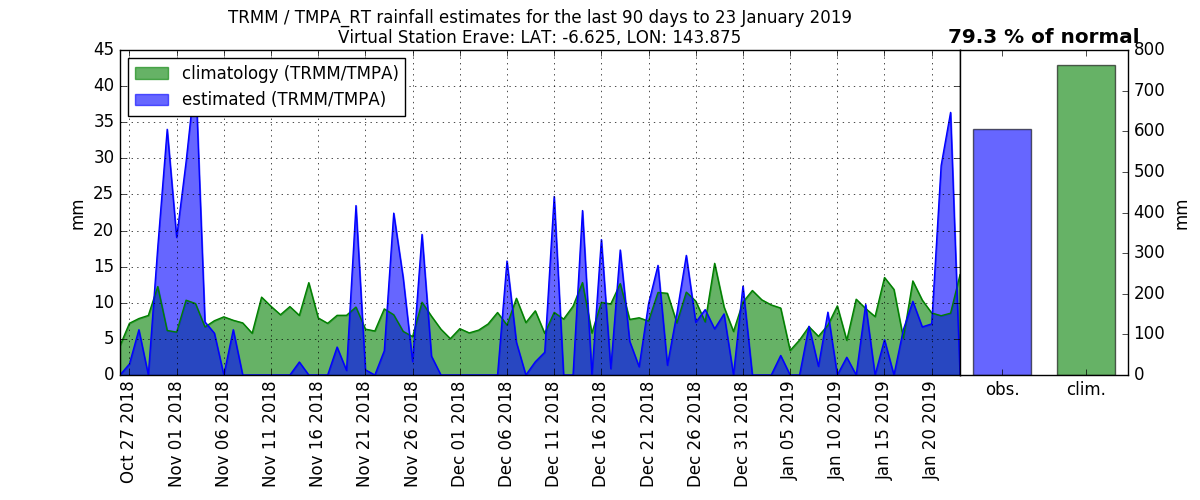 TRMM / TMPA_RT rainfall estimates for the last 90 days to 23 January 2019
Virtual Station Erave: LAT: -6.625, LON: 143.875
79.3 % of normal
climatology (TRMM/TMPA)
estimated (TRMM/TMPA)
mm
45
40
35
30
25
20
15
10
5
0
Oct 27 2018
Nov 01 2018
Nov 06 2018
Nov 11 2018
Nov 16 2018
Nov 21 2018
Nov 26 2018
Dec 01 2018
Dec 06 2018
Dec 11 2018
Dec 16 2018
Dec 21 2018
Dec 26 2018
Dec 31 2018
Jan 05 2019
Jan 10 2019
Jan 15 2019
Jan 20 2019
obs.
clim.
800
700
600
500
400
300
200
100
0
mm